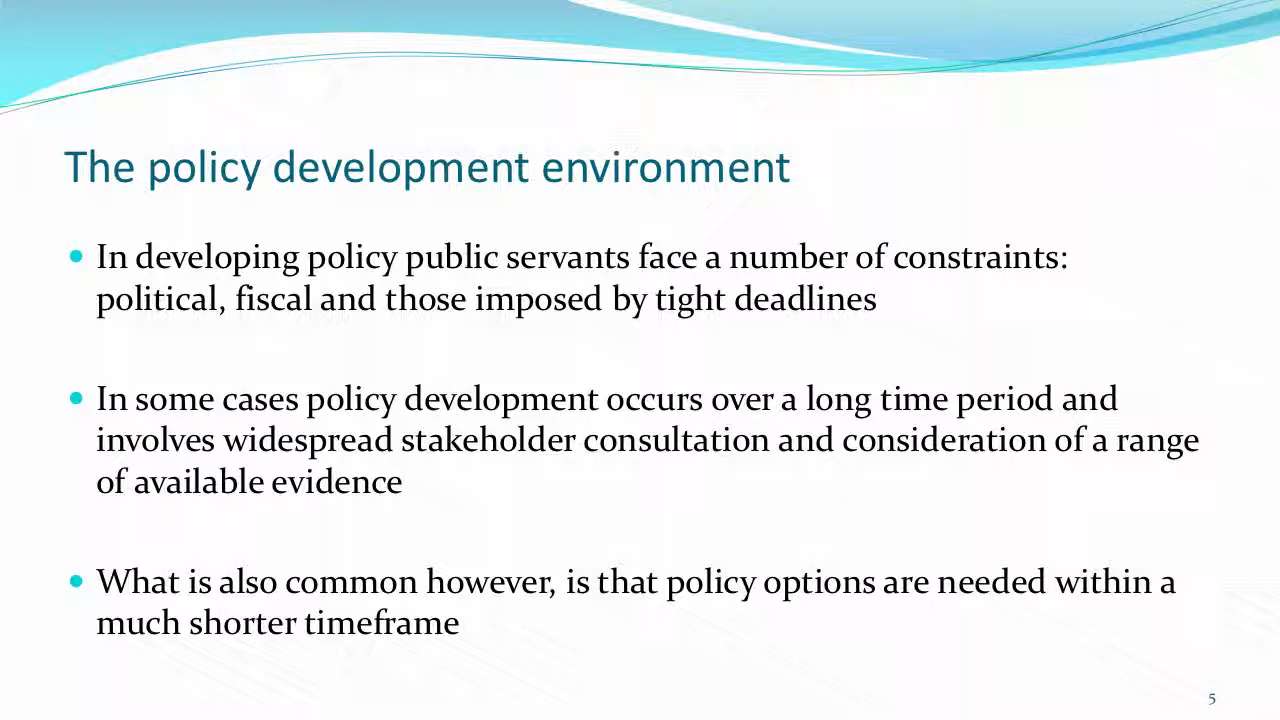 The policy development environment
In developing policy public servants face a number of constraints:
political, fiscal and those imposed by tight deadlines
In some cases policy development occurs over a long time period and
involves widespread stakeholder consultation and consideration of a range
of available evidence
What is also common however, is that policy options are needed within a
much shorter timeframe
5